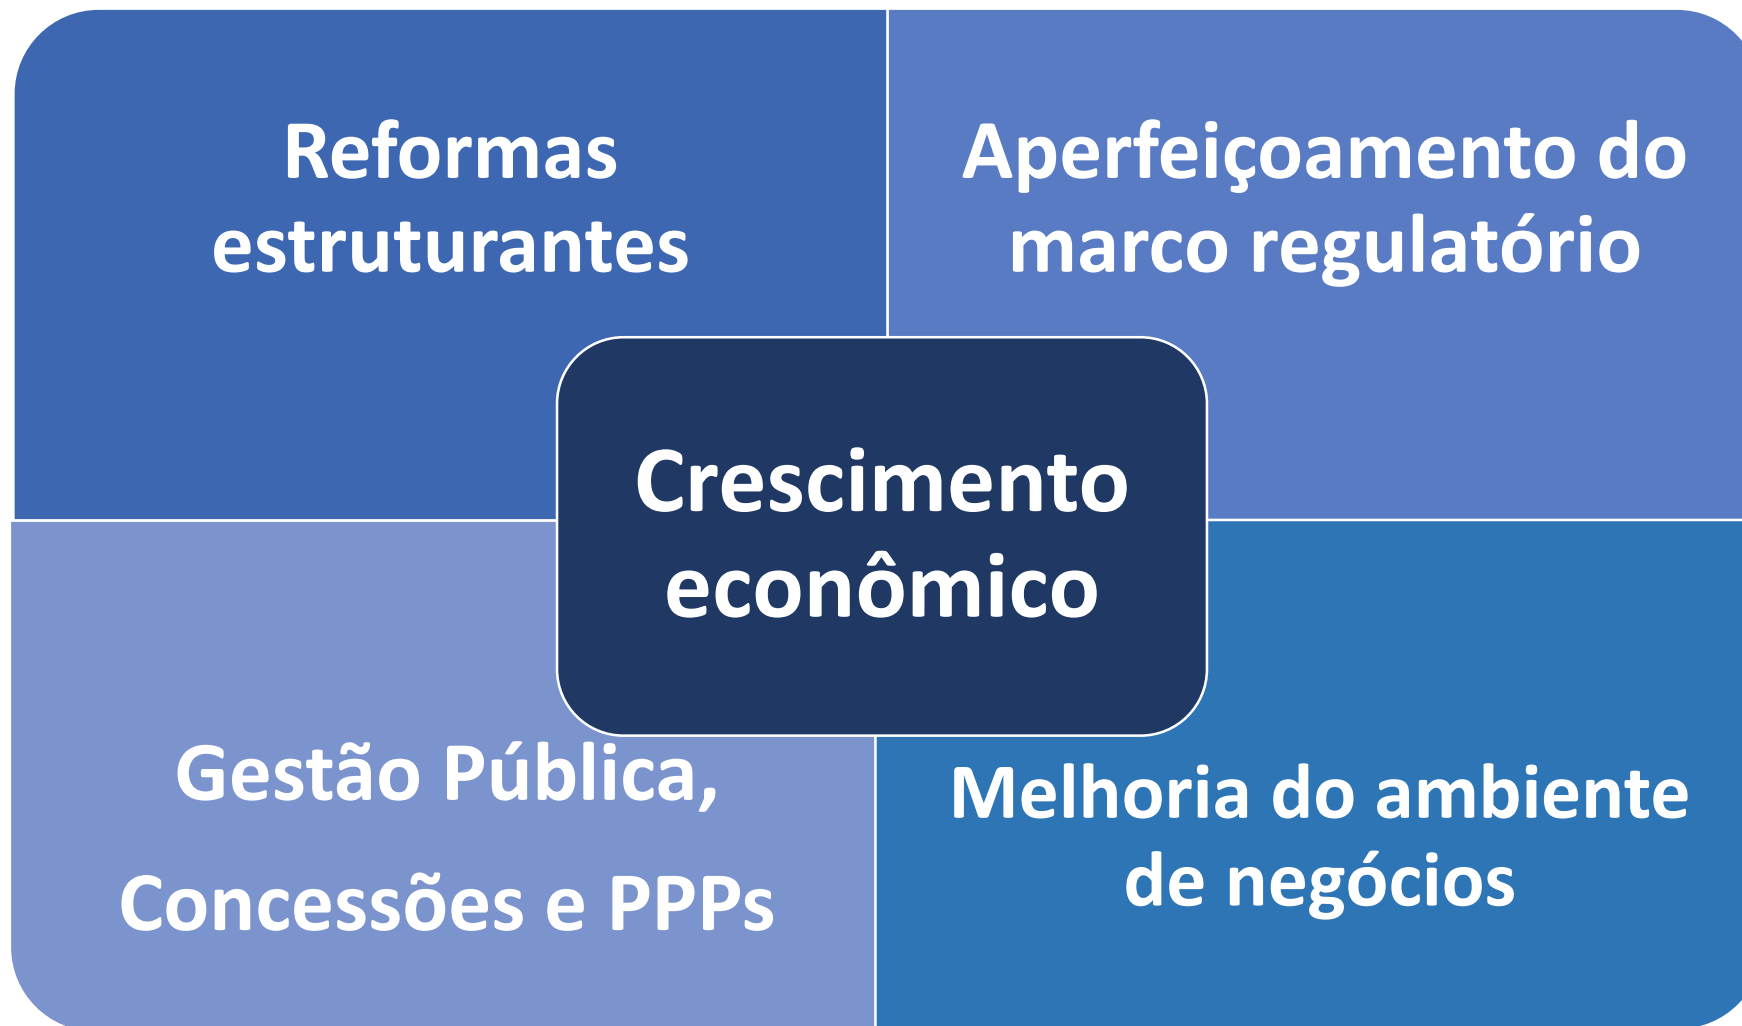 Reformas
estruturantes
Aperfeiçoamento do
marco regulatório
Crescimento
econômico
Gestão Pública,
Concessões e PPPs
Melhoria do ambiente
de negócios